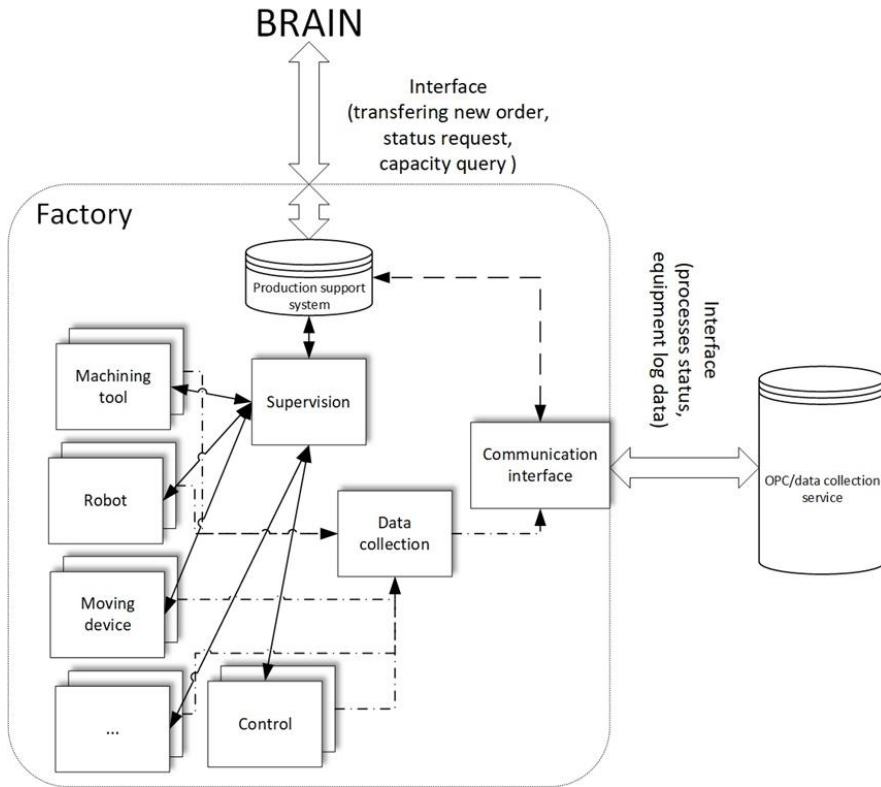 BRAIN
Interface
(transfering new order,
status request,
capacity query )
Factory
Production support
system
Interface
(processes status,
equipment log data)
Machining
tool
Supervision
Communication
interface
OPC/data collection
service
Robot
Data
collection
Moving
device
...
Control